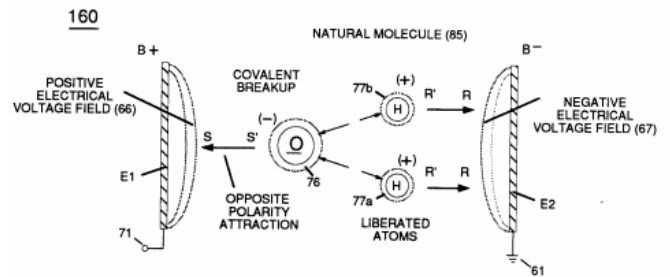 160
NATURAL MOLECULE (85)
B+
B-
POSITIVE
ELECTRICAL
VOLTAGE FIELD (66)
COVALENT
BREAKUP
77b
(+)
H
R'
R
NEGATIVE
ELECTRICAL
VOLTAGE FIELD (67)
(-)
S
S'
O
76
(+)
H
R'
R
E1
E2
OPPOSITE
POLARITY
ATTRACTION
77a
LIBERATED
ATOMS
71
61